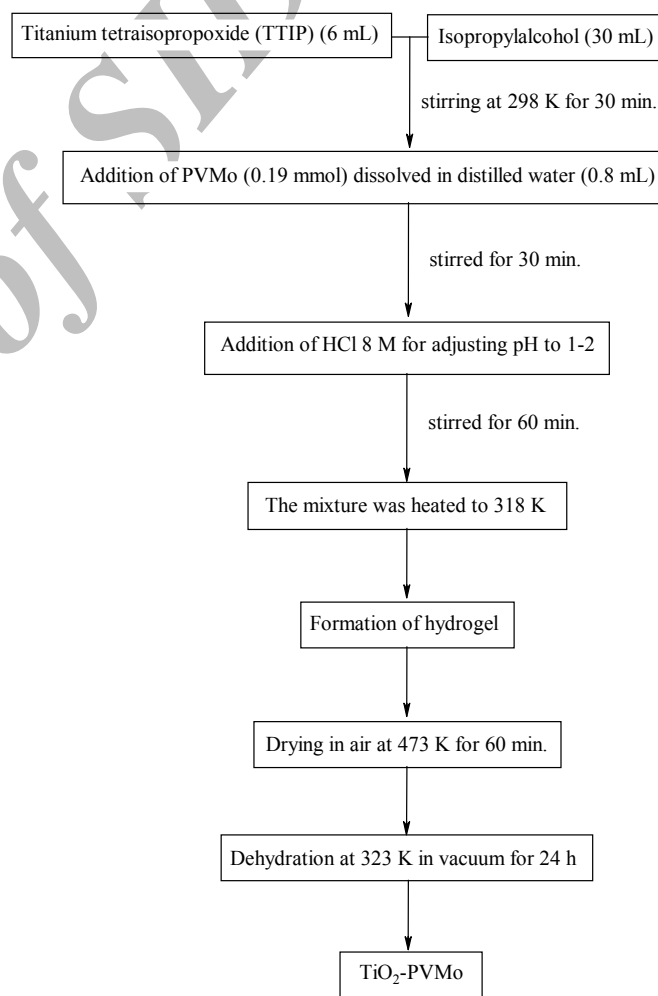 Titanium tetraisopropoxide (TTIP) (6 mL)
Isopropylalcohol (30 mL)
stirring at 298 K for 30 min.
Addition of PVMo (0.19 mmol) dissolved in distilled water (0.8 mL)
stirred for 30 min.
Addition of HCl 8 M for adjusting pH to 1-2
stirred for 60 min.
The mixture was heated to 318 K
Formation of hydrogel
Drying in air at 473 K for 60 min.
Dehydration at 323 K in vacuum for 24 h
TiO₂-PVMo
of